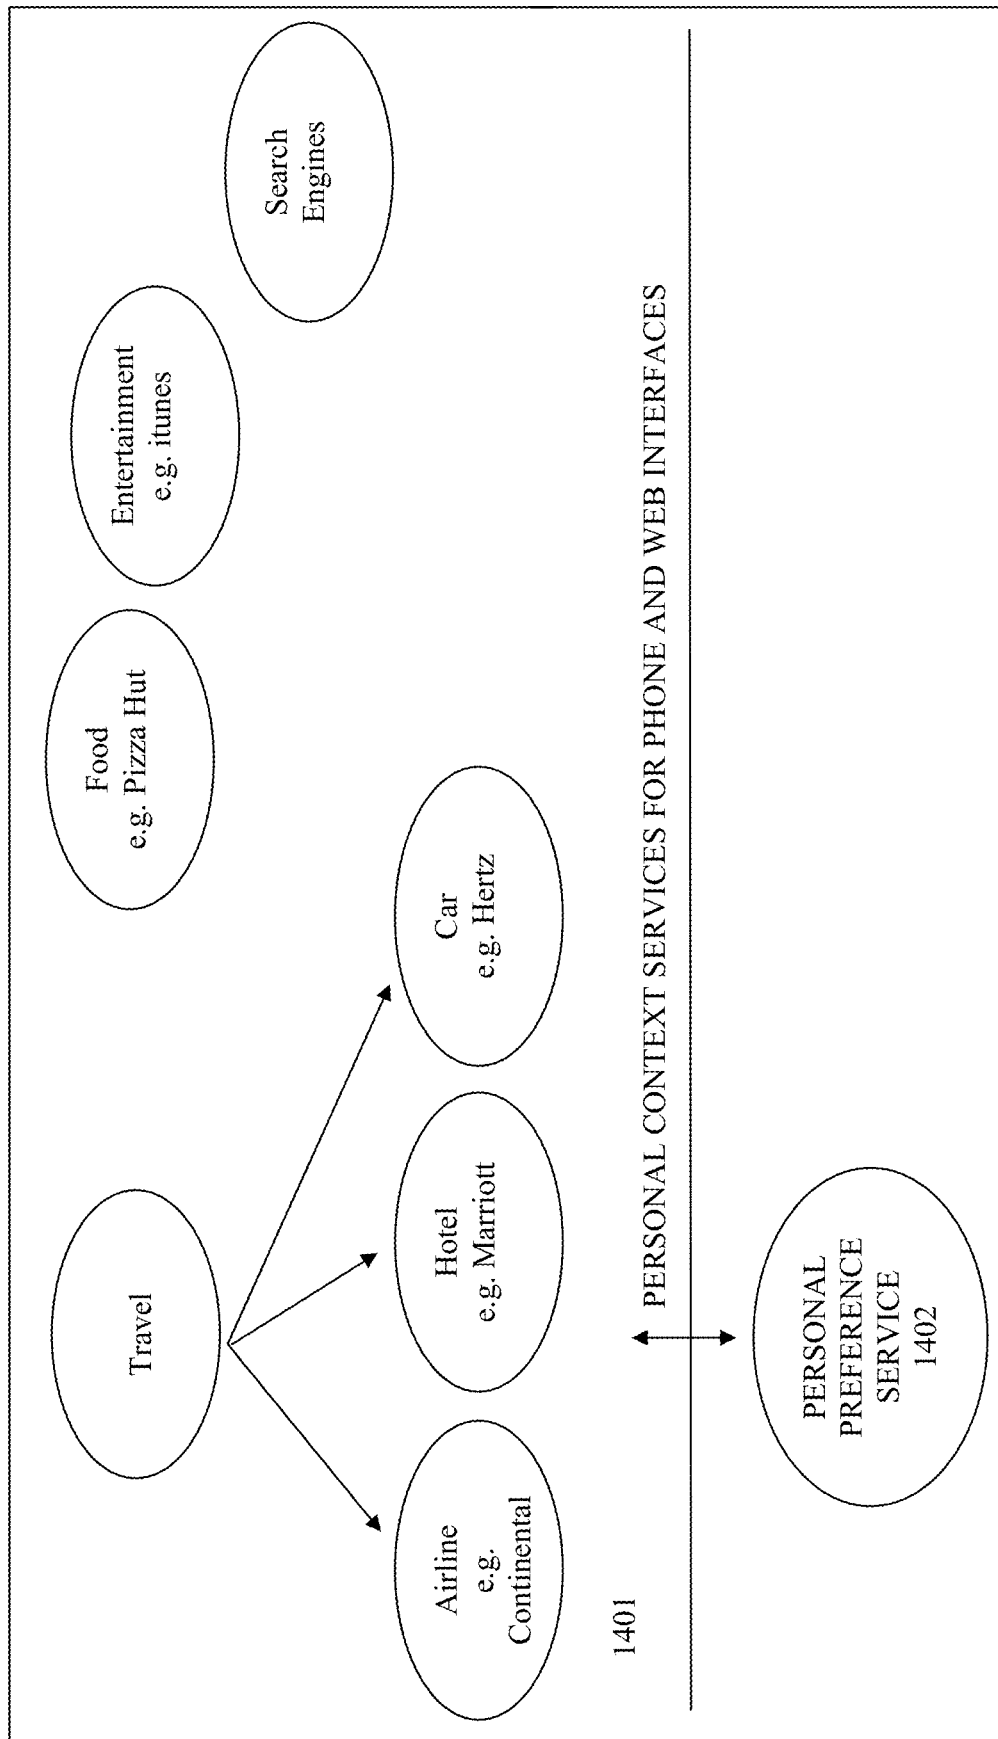 Travel
Food
e.g. Pizza Hut
Entertainment
e.g. itunes
Search
Engines
Airline
e.g.
Continental
Hotel
e.g. Marriott
Car
e.g. Hertz
1401
PERSONAL CONTEXT SERVICES FOR PHONE AND WEB INTERFACES
PERSONAL
PREFERENCE
SERVICE
1402